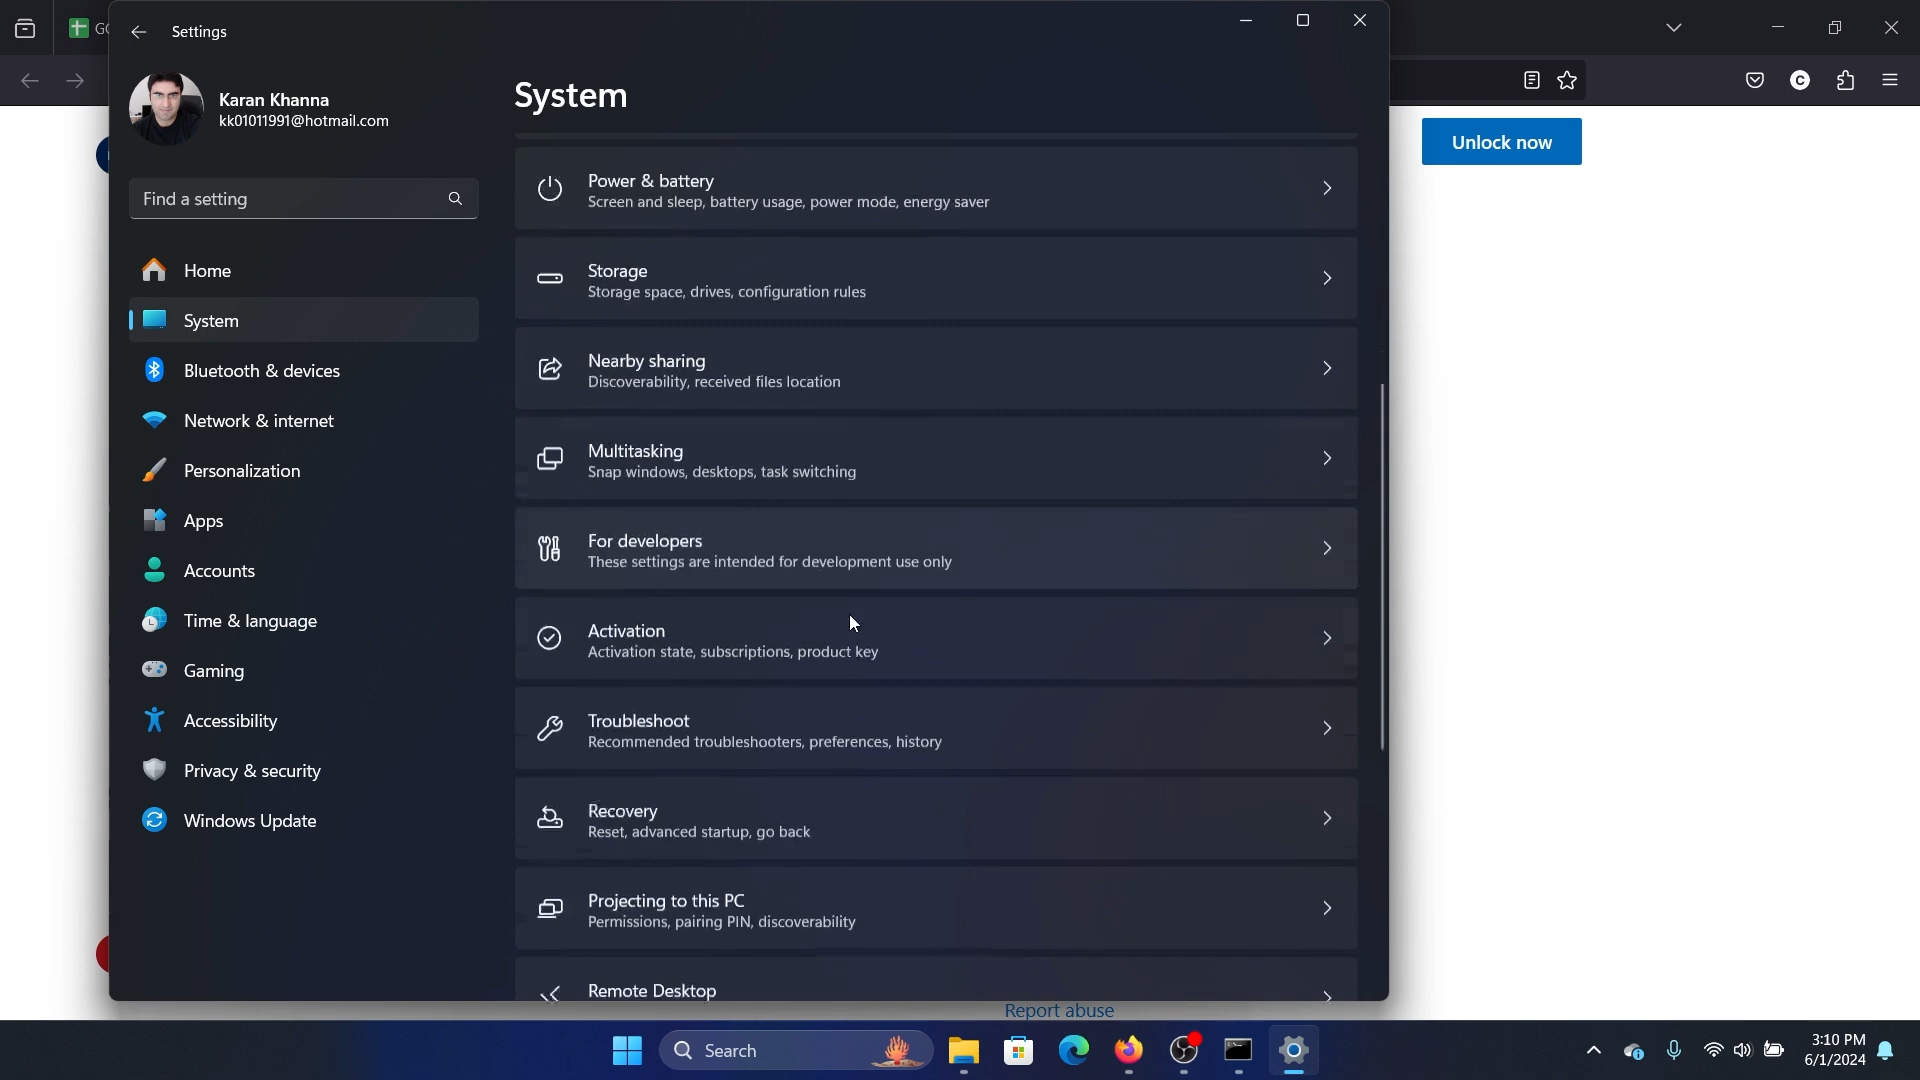 GO
Settings
Karan Khanna
kk01011991@hotmail.com
Find a setting
Home
System
Bluetooth & devices
Network & internet
Personalization
Apps
Accounts
Time & language
Gaming
Accessibility
Privacy & security
Windows Update
System
Power & battery
Screen and sleep, battery usage, power mode, energy saver
Storage
Storage space, drives, configuration rules
Nearby sharing
Discoverability, received files location
Multitasking
Snap windows, desktops, task switching
For developers
These settings are intended for development use only
Activation
Activation state, subscriptions, product key
Troubleshoot
Recommended troubleshooters, preferences, history
Recovery
Reset, advanced startup, go back
Projecting to this PC
Permissions, pairing PIN, discoverability
Remote Desktop
C
Unlock now
Report abuse
Search
3:10 PM
6/1/2024